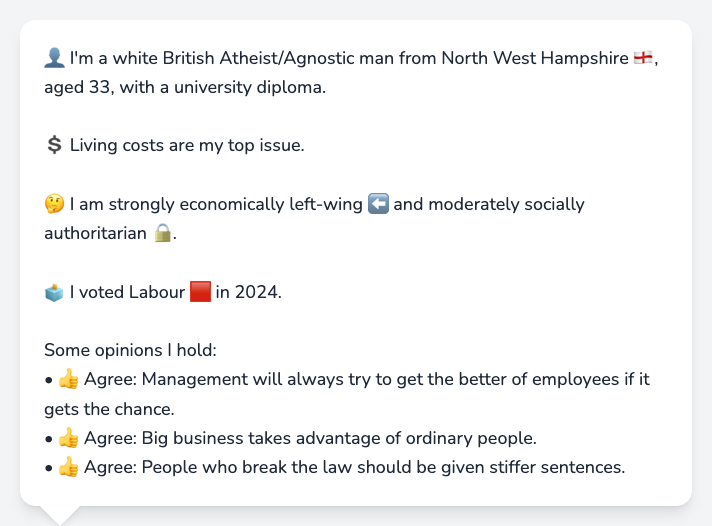 👤 I'm a white British Atheist/Agnostic man from North West Hampshire 🏴󠁧󠁢󠁥󠁮󠁧󠁿,
aged 33, with a university diploma.
💲 Living costs are my top issue.
🤔 I am strongly economically left-wing ⬅️ and moderately socially
authoritarian 🔒.
🗳️ I voted Labour 🟥 in 2024.
Some opinions I hold:
• 👍 Agree: Management will always try to get the better of employees if it
gets the chance.
• 👍 Agree: Big business takes advantage of ordinary people.
• 👍 Agree: People who break the law should be given stiffer sentences.